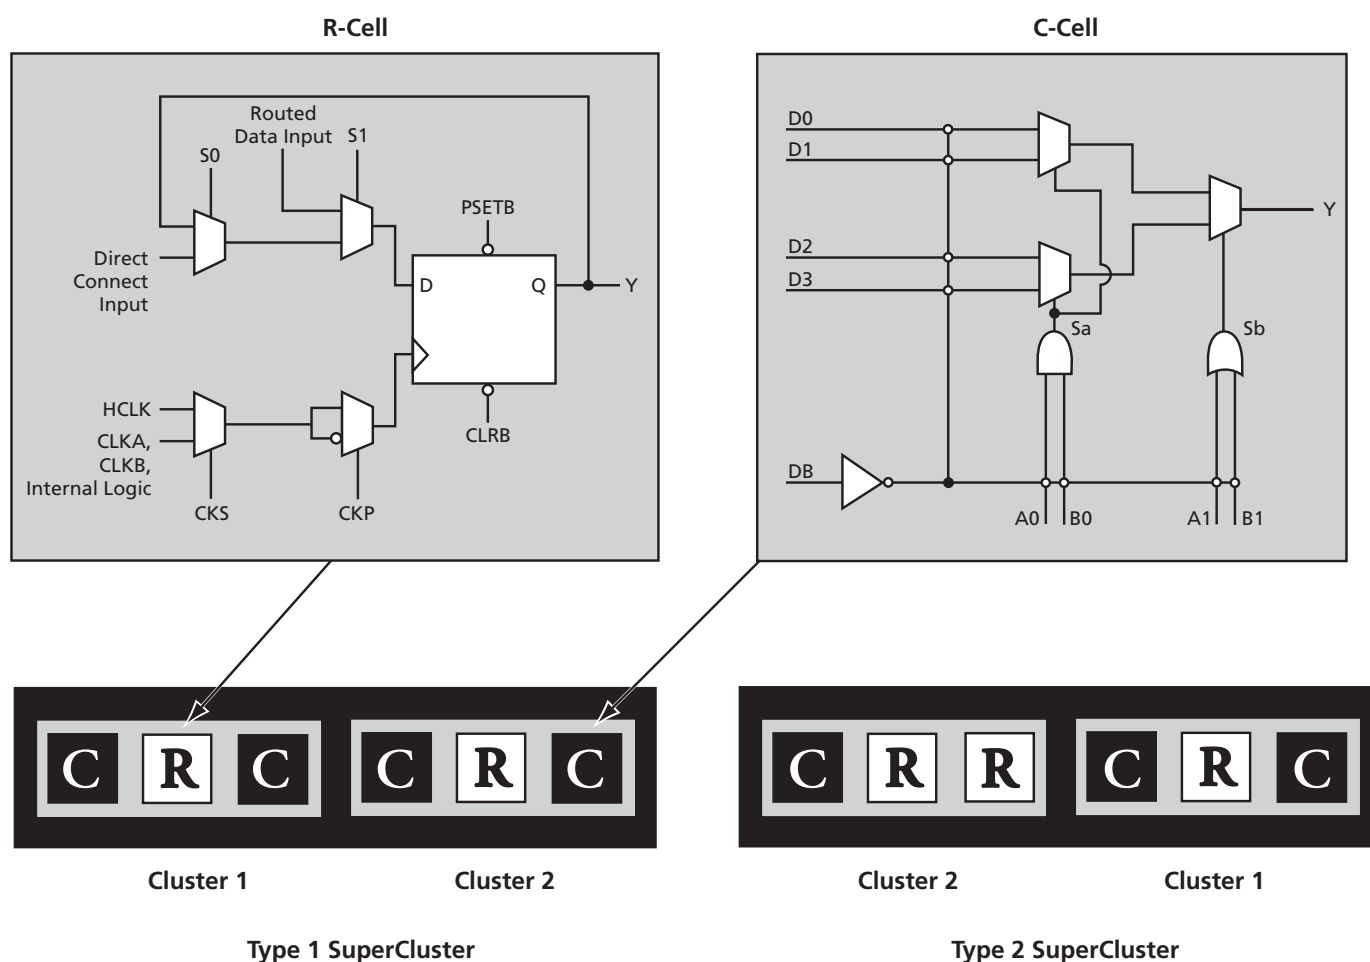 R-Cell
Routed
Data Input
S1
S0
PSETB
Direct
Connect
Input
D
Q
Y
HCLK
CLKA,
CLKB,
Internal Logic
CLRB
CKS
CKP
C-Cell
D0
D1
D2
D3
Y
Sa
Sb
DB
A0
B0
A1
B1
C R C
C R C
Cluster 1
Cluster 2
Type 1 SuperCluster
C R R
C R C
Cluster 2
Cluster 1
Type 2 SuperCluster